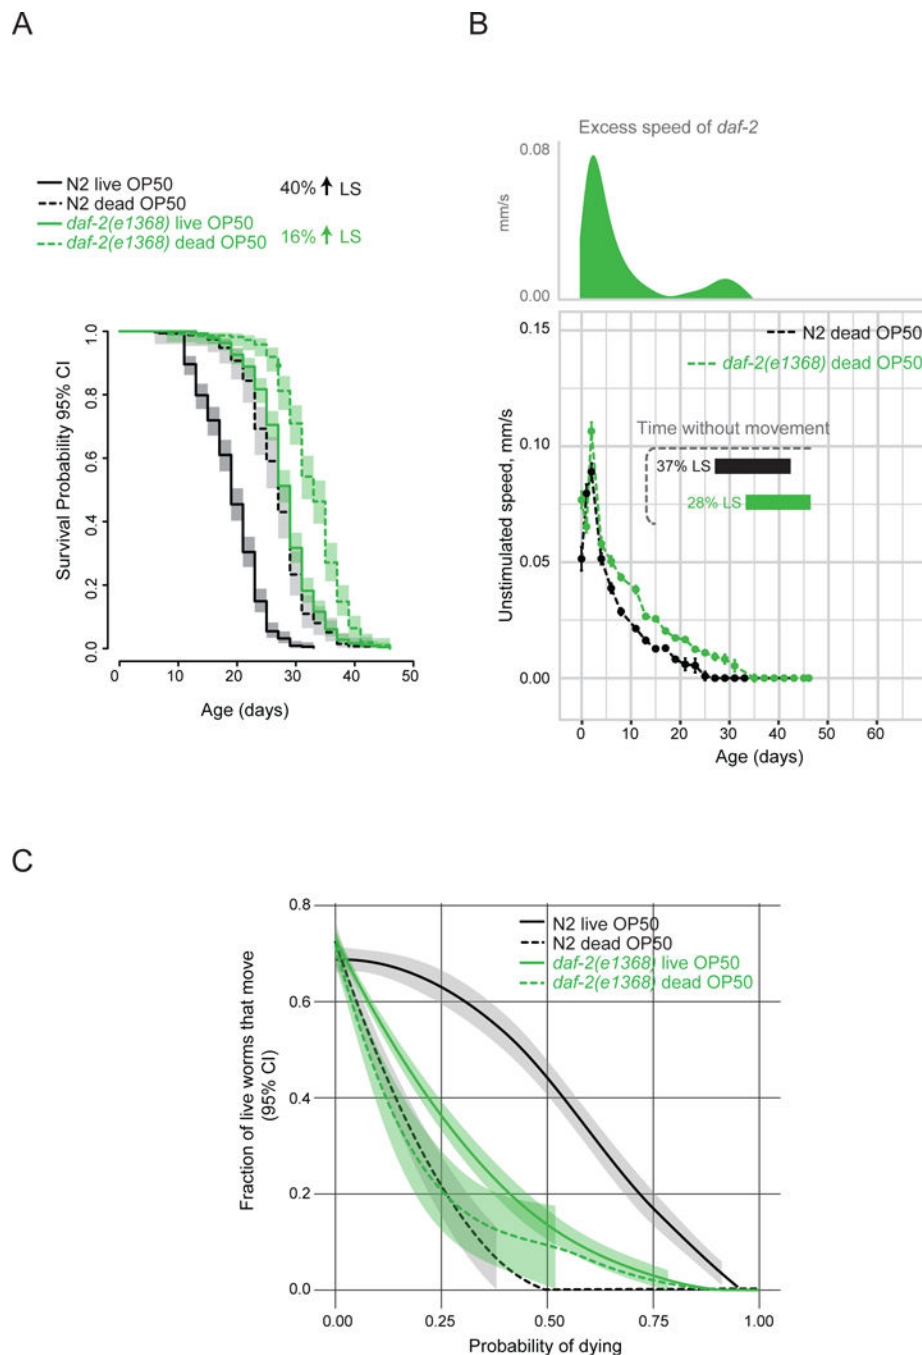 A
N2 live OP50
N2 dead OP50
daf-2(e1368) live OP50
daf-2(e1368) dead OP50
40% ↑ LS
16% ↑ LS
Survival Probability 95% CI
1.0
0.8
0.6
0.4
0.2
0.0
0 10 20 30 40 50
Age (days)
B
Excess speed of daf-2
0.08
mm/s
0.00
N2 dead OP50
daf-2(e1368) dead OP50
Time without movement
37% LS
28% LS
Unstimulated speed, mm/s
0.15
0.10
0.05
0.00
0 10 20 30 40 50 60
Age (days)
C
N2 live OP50
N2 dead OP50
daf-2(e1368) live OP50
daf-2(e1368) dead OP50
Fraction of live worms that move
(95% CI)
0.8
0.6
0.4
0.2
0.0
0.00 0.25 0.50 0.75 1.00
Probability of dying